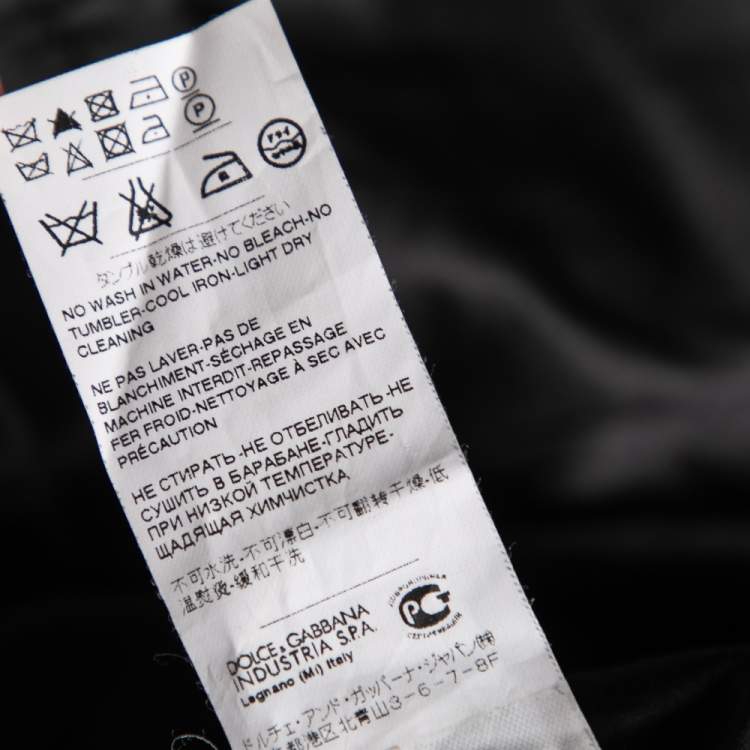 P
P
ドライ
タンブル乾燥は避けてください
NO WASH IN WATER-NO BLEACH-NO
TUMBLER-COOL IRON-LIGHT DRY
CLEANING
NE PAS LAVER-PAS DE
BLANCHIMENT-SÉCHAGE EN
MACHINE INTERDIT-REPASSAGE
FER FROID-NETTOYAGE À SEC AVEC
PRÉCAUTION
НЕ СТИРАТЬ-НЕ ОТБЕЛИВАТЬ-НЕ
СУШИТЬ В БАРАБАНЕ-ГЛАДИТЬ
ПРИ НИЗКОЙ ТЕМПЕРАТУРЕ-
ЩАДЯЩАЯ ХИМЧИСТКА
不可水洗-不可漂白-不可翻转干燥-低
温熨烫-缓和干洗
DOLCE & GABBANA
INDUSTRIA S.P.A.
Legnano (Mi) Italy
ドルチェ・アンド・ガッバーナ・ジャパン(株)
都港区北青山3-6-7-8F